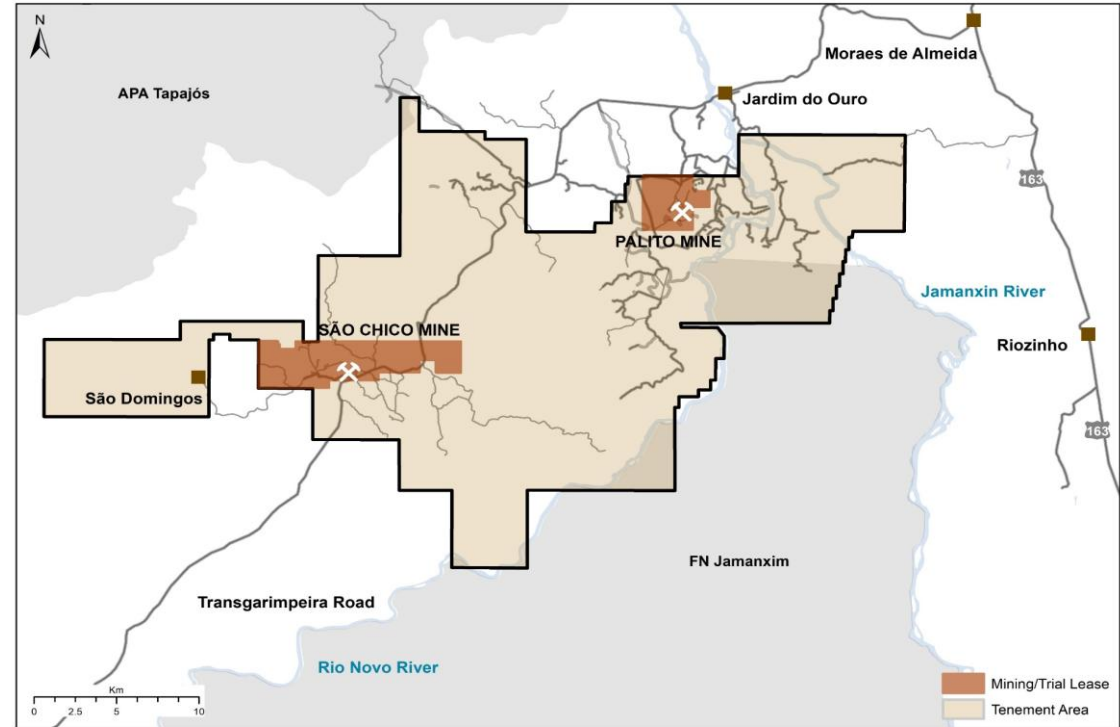 N
Moraes de Almeida
APA Tapajós
Jardim do Ouro
163
PALITO MINE
Jamanxin River
SÃO CHICO MINE
Riozinho
São Domingos
163
FN Jamanxim
Transgarimpeira Road
Rio Novo River
Km
0 2.5 5 10
Mining/Trial Lease
Tenement Area